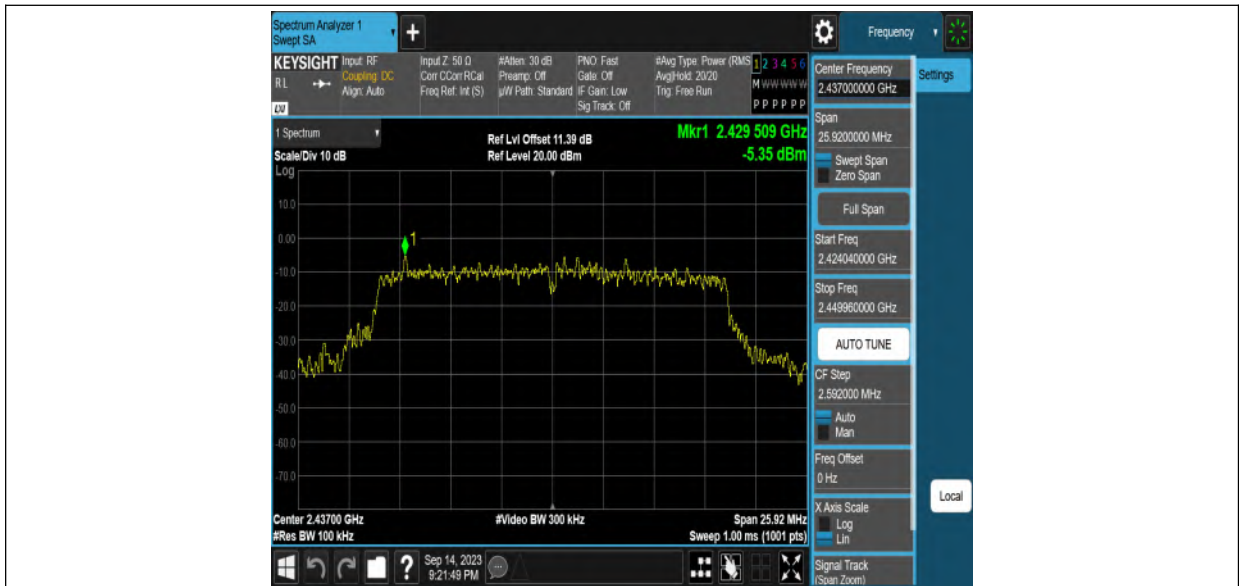 Spectrum Analyzer 1
Swept SA
+
Frequency
KEYSIGHT
RL
LXI
Input: RF
Coupling: DC
Align: Auto
Input Z: 50 Ω
Corr CCorr RCal
Freq Ref: Int (S)
#Atten: 30 dB
Preamp: Off
µW Path: Standard
PNO: Fast
Gate: Off
IF Gain: Low
Sig Track: Off
#Avg Type: Power (RMS
Avg|Hold: 20/20
Trig: Free Run
1 2 3 4 5 6
M W W W W W
P P P P P P
Center Frequency
2.437000000 GHz
Settings
Span
25.9200000 MHz
Swept Span
Zero Span
Full Span
Start Freq
2.424040000 GHz
Stop Freq
2.449960000 GHz
AUTO TUNE
CF Step
2.592000 MHz
Auto
Man
Freq Offset
0 Hz
X Axis Scale
Log
Lin
Signal Track
(Span Zoom)
Local
1 Spectrum
Scale/Div 10 dB
Log
Ref Lvl Offset 11.39 dB
Ref Level 20.00 dBm
Mkr1 2.429 509 GHz
-5.35 dBm
1
10.0
0.00
-10.0
-20.0
-30.0
-40.0
-50.0
-60.0
-70.0
Center 2.43700 GHz
#Res BW 100 kHz
#Video BW 300 kHz
Span 25.92 MHz
Sweep 1.00 ms (1001 pts)
?
Sep 14, 2023
9:21:49 PM